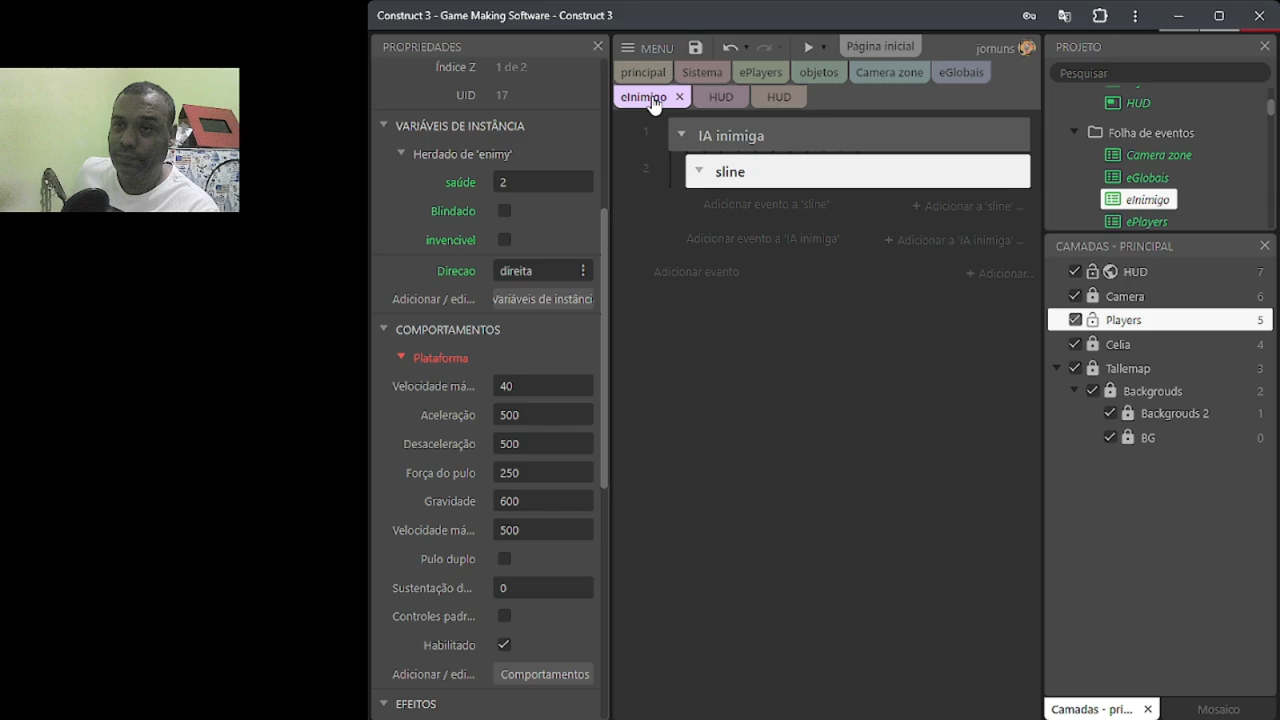 Construct 3 - Game Making Software - Construct 3
PROPRIEDADES
Índice Z 1 de 2
UID 17
VARIÁVEIS DE INSTÂNCIA
Herdado de 'enimy'
saúde 2
Blindado
invencivel
Direcao direita
Adicionar / edi... Variáveis de instânci
COMPORTAMENTOS
Plataforma
Velocidade má... 40
Aceleração 500
Desaceleração 500
Força do pulo 250
Gravidade 600
Velocidade má... 500
Pulo duplo
Sustentação d... 0
Controles padr...
Habilitado
Adicionar / edi... Comportamentos
EFEITOS
MENU
Página inicial
jornuns
principal Sistema ePlayers objetos Camera zone eGlobais
eInimigo HUD HUD
1 IA inimiga
2 sline
Adicionar evento a 'sline' + Adicionar a 'sline' ...
Adicionar evento a 'IA inimiga' + Adicionar a 'IA inimiga' ...
Adicionar evento + Adicionar...
PROJETO
Pesquisar
HUD
Folha de eventos
Camera zone
eGlobais
eInimigo
ePlayers
CAMADAS - PRINCIPAL
HUD 7
Camera 6
Players 5
Celia 4
Tallemap 3
Backgrouds 2
Backgrouds 2 1
BG 0
Camadas - pri... Mosaico